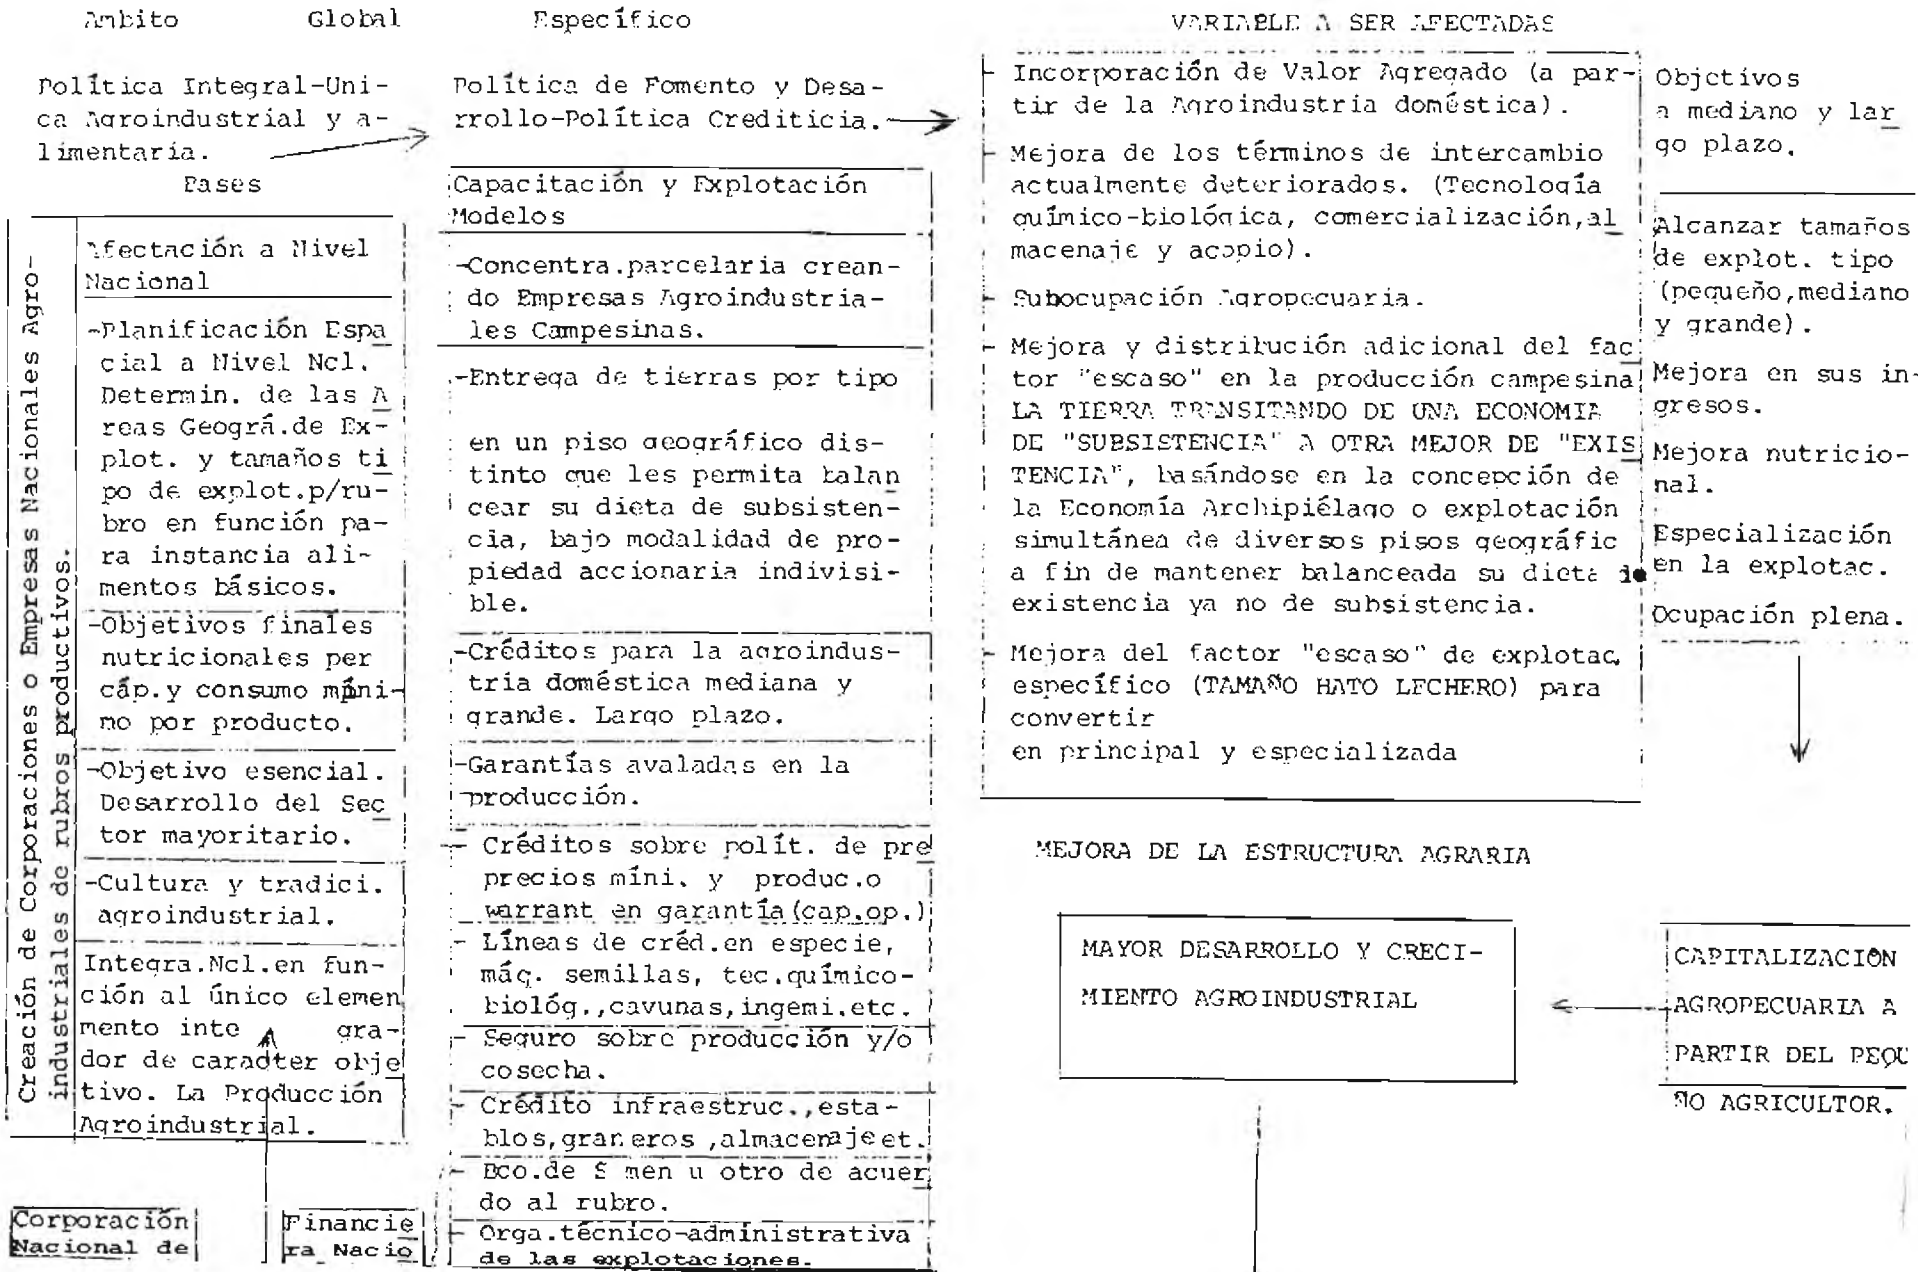 Ambito Global Específico
Política Integral-Uni-
ca Agroindustrial y a-
limentaria.
Bases
Creación de Corporaciones o Empresas Nacionales Agro-
industriales de rubros productivos.
Afectación a Nivel
Nacional
-Planificación Espa
cial a Nivel Ncl.
Determin. de las A
reas Geográ.de Ex-
plot. y tamaños ti
po de explot.p/ru-
bro en función pa-
ra instancia ali-
mentos básicos.
-Objetivos finales
nutricionales per
cáp.y consumo míni-
mo por producto.
-Objetivo esencial.
Desarrollo del Sec
tor mayoritario.
-Cultura y tradici.
agroindustrial.
Integra.Ncl.en fun-
ción al único elemen
mento inte gra-
dor de caracter obje
tivo. La Producción
Agroindustrial.
Corporación
Nacional de
Financie
ra Nacio
Política de Fomento y Desa-
rrollo-Política Crediticia.
Capacitación y Explotación
Modelos
-Concentra.parcelaria crean-
do Empresas Agroindustria-
les Campesinas.
-Entrega de tierras por tipo
en un piso geográfico dis-
tinto que les permita balan
cear su dieta de subsisten-
cia, bajo modalidad de pro-
piedad accionaria indivisi-
ble.
-Créditos para la agroindus-
tria doméstica mediana y
grande. Largo plazo.
-Garantías avaladas en la
producción.
- Créditos sobre polít. de pre
precios míni. y produc.o
warrant en garantía(cap.op.)
- Líneas de créd.en especie,
máq. semillas, tec.químico-
biológ.,cavunas,ingemi.etc.
- Seguro sobre producción y/o
cosecha.
- Crédito infraestruc.,esta-
blos,graneros ,almacenaje et.
- Bco.de S men u otro de acuer
do al rubro.
- Orga.técnico-administrativa
de las explotaciones.
VARIABLE A SER AFECTADAS
- Incorporación de Valor Agregado (a par-
tir de la Agroindustria doméstica).
- Mejora de los términos de intercambio
actualmente deteriorados. (Tecnología
químico-biológica, comercialización,al
macenaje y acopio).
- Subocupación Agropecuaria.
- Mejora y distribución adicional del fac
tor "escaso" en la producción campesina
LA TIERRA TRANSITANDO DE UNA ECONOMIA
DE "SUBSISTENCIA" A OTRA MEJOR DE "EXIS
TENCIA", basándose en la concepción de
la Economía Archipiélago o explotación
simultánea de diversos pisos geográfic
a fin de mantener balanceada su dieta de
existencia ya no de subsistencia.
- Mejora del factor "escaso" de explotac.
específico (TAMAÑO HATO LECHERO) para
convertir
en principal y especializada
MEJORA DE LA ESTRUCTURA AGRARIA
MAYOR DESARROLLO Y CRECI-
MIENTO AGROINDUSTRIAL
Objctivos
a mediano y lar
go plazo.
Alcanzar tamaños
de explot. tipo
(pequeño,mediano
y grande).
Mejora en sus in-
gresos.
Mejora nutricio-
nal.
Especialización
en la explotac.
Ocupación plena.
CAPITALIZACIÓN
AGROPECUARIA A
PARTIR DEL PEQU
ÑO AGRICULTOR.